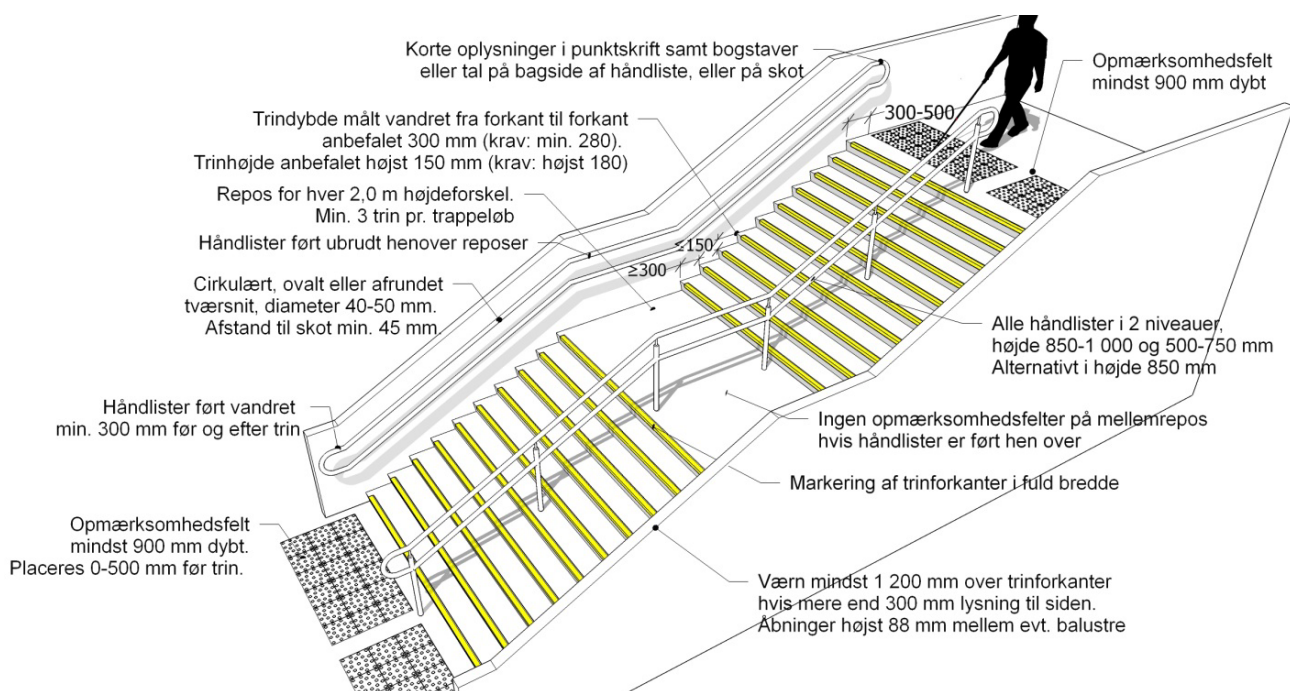 Korte oplysninger i punktskrift samt bogstaver
eller tal på bagside af håndliste, eller på skot
Opmærksomhedsfelt
mindst 900 mm dybt
300-500
Trindybde målt vandret fra forkant til forkant
anbefalet 300 mm (krav: min. 280).
Trinhøjde anbefalet højst 150 mm (krav: højst 180)
Repos for hver 2,0 m højdeforskel.
Min. 3 trin pr. trappeløb
Håndlister ført ubrudt henover reposer
≤150
≥300
Cirkulært, ovalt eller afrundet
tværsnit, diameter 40-50 mm.
Afstand til skot min. 45 mm.
Alle håndlister i 2 niveauer,
højde 850-1 000 og 500-750 mm
Alternativt i højde 850 mm
Håndlister ført vandret
min. 300 mm før og efter trin
Ingen opmærksomhedsfelter på mellemrepos
hvis håndlister er ført hen over
Markering af trinforkanter i fuld bredde
Opmærksomhedsfelt
mindst 900 mm dybt.
Placeres 0-500 mm før trin.
Værn mindst 1 200 mm over trinforkanter
hvis mere end 300 mm lysning til siden.
Åbninger højst 88 mm mellem evt. balustre